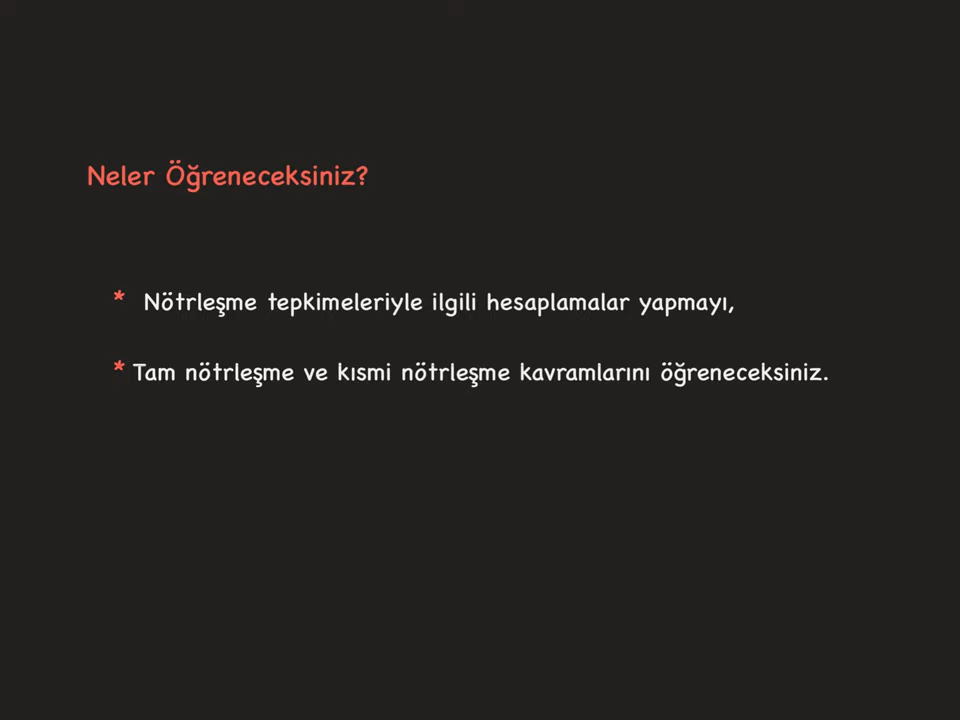 Neler Öğreneceksiniz?
* Nötrleşme tepkimeleriyle ilgili hesaplamalar yapmayı,
* Tam nötrleşme ve kısmi nötrleşme kavramlarını öğreneceksiniz.